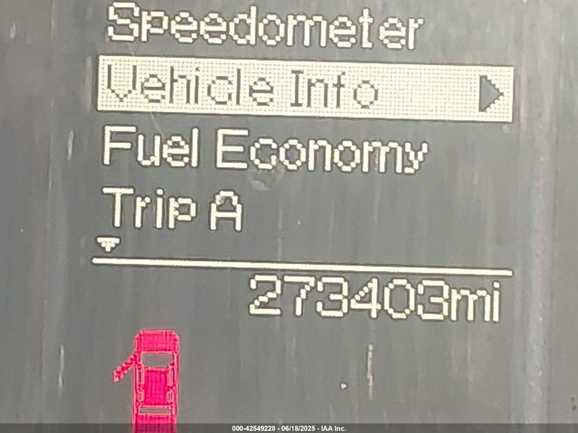 Speedometer
Vehicle Info
Fuel Economy
Trip A
273403mi
000-42549228 - 06/18/2025 - IAA Inc.